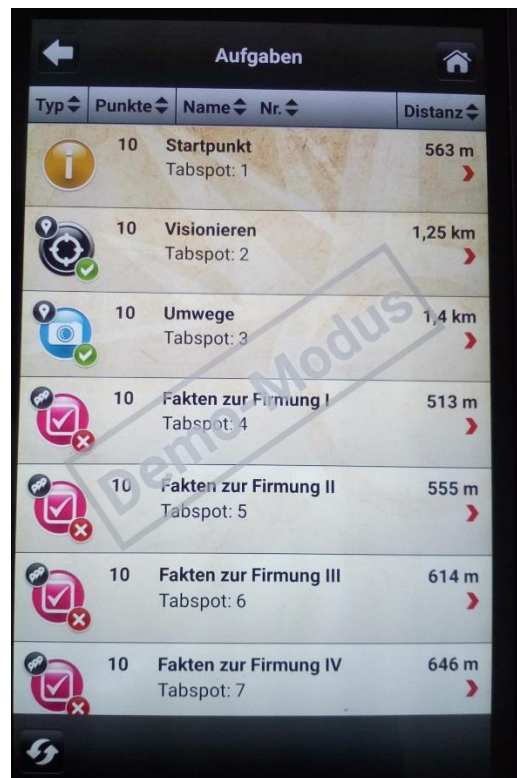 Aufgaben
Typ Punkte Name Nr. Distanz
10 Startpunkt 563 m
Tabspot: 1
10 Visionieren 1,25 km
Tabspot: 2
10 Umwege 1,4 km
Tabspot: 3
10 Fakten zur Firmung I 513 m
Tabspot: 4
10 Fakten zur Firmung II 555 m
Tabspot: 5
10 Fakten zur Firmung III 614 m
Tabspot: 6
10 Fakten zur Firmung IV 646 m
Tabspot: 7
Demo-Modus